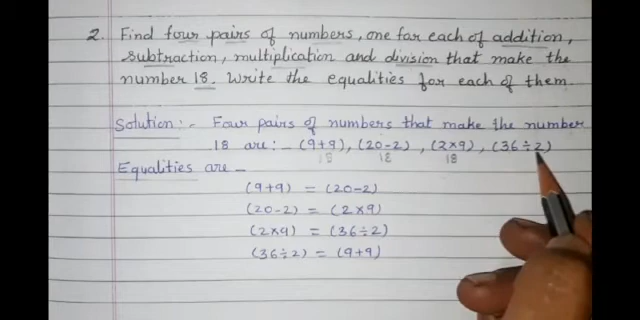 2. Find four pairs of numbers, one for each of addition,
subtraction, multiplication and division that make the
number 18. Write the equalities for each of them.
Solution:- Four pairs of numbers that make the number
18 are:- (9+9), (20-2), (2×9), (36÷2)
18 18 18
Equalities are -
(9+9) = (20-2)
(20-2) = (2×9)
(2×9) = (36÷2)
(36÷2) = (9+9)